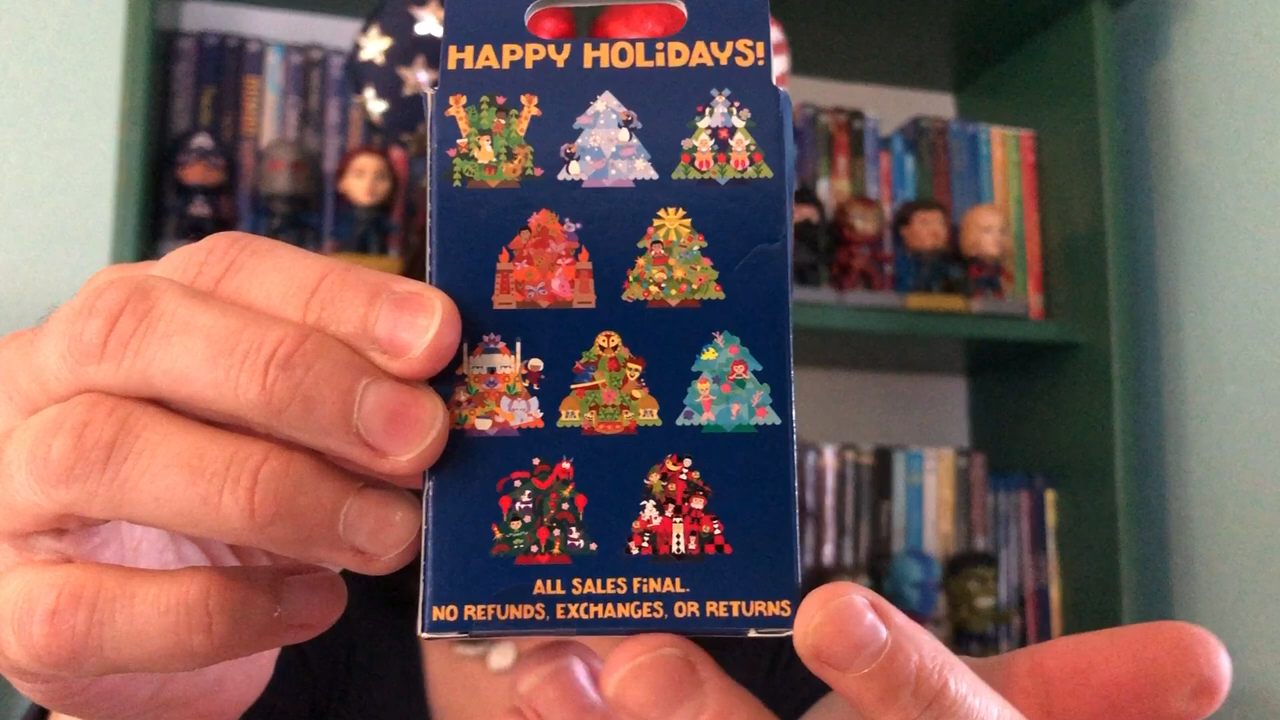 HAPPY HOLiDAYS!
ALL SALES FiNAL.
NO REFUNDS, EXCHANGES, OR RETURNS